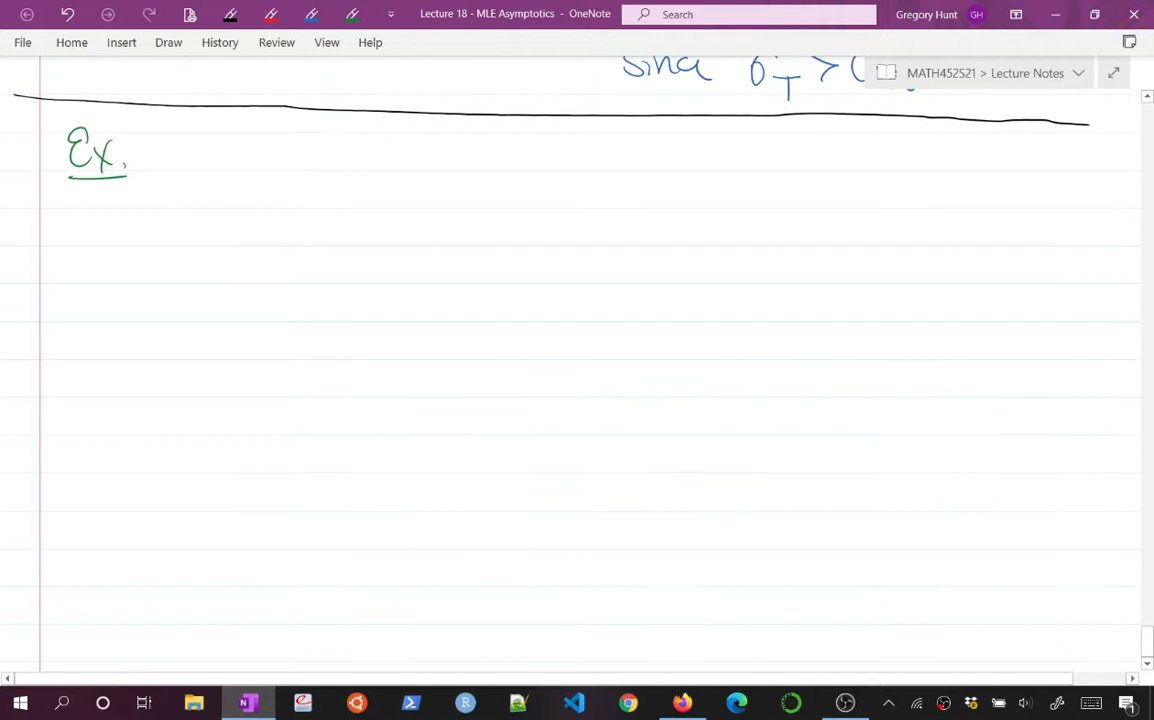 Lecture 18 - MLE Asymptotics - OneNote
Search
Gregory Hunt
GH
File Home Insert Draw History Review View Help
MATH452S21 > Lecture Notes
Ex.